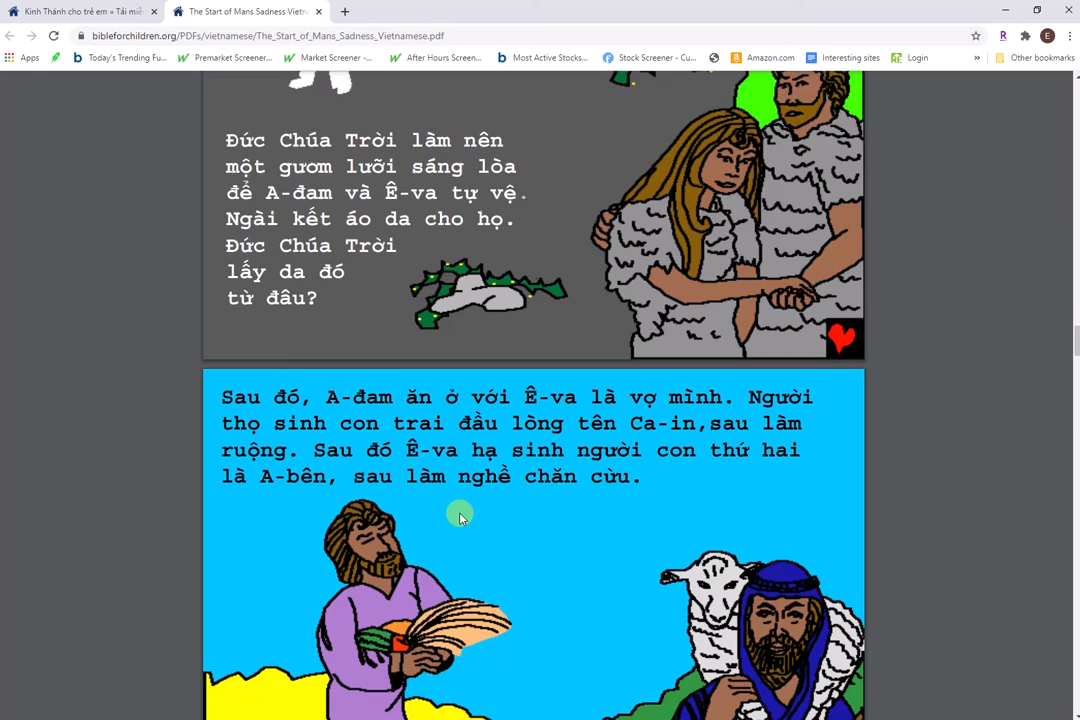 Kinh Thánh cho trẻ em » Tải miễ
The Start of Mans Sadness Vietn
bibleforchildren.org/PDFs/vietnamese/The_Start_of_Mans_Sadness_Vietnamese.pdf
Apps
Today's Trending Fu...
Premarket Screener...
Market Screener -...
After Hours Screen...
Most Active Stocks...
Stock Screener - Cu...
Amazon.com
Interesting sites
Login
»
Other bookmarks
Đức Chúa Trời làm nên
một gươm lưỡi sáng lòa
để A-đam và Ê-va tự vệ.
Ngài kết áo da cho họ.
Đức Chúa Trời
lấy da đó
từ đâu?
Sau đó, A-đam ăn ở với Ê-va là vợ mình. Người
thọ sinh con trai đầu lòng tên Ca-in,sau làm
ruộng. Sau đó Ê-va hạ sinh người con thứ hai
là A-bên, sau làm nghề chăn cừu.